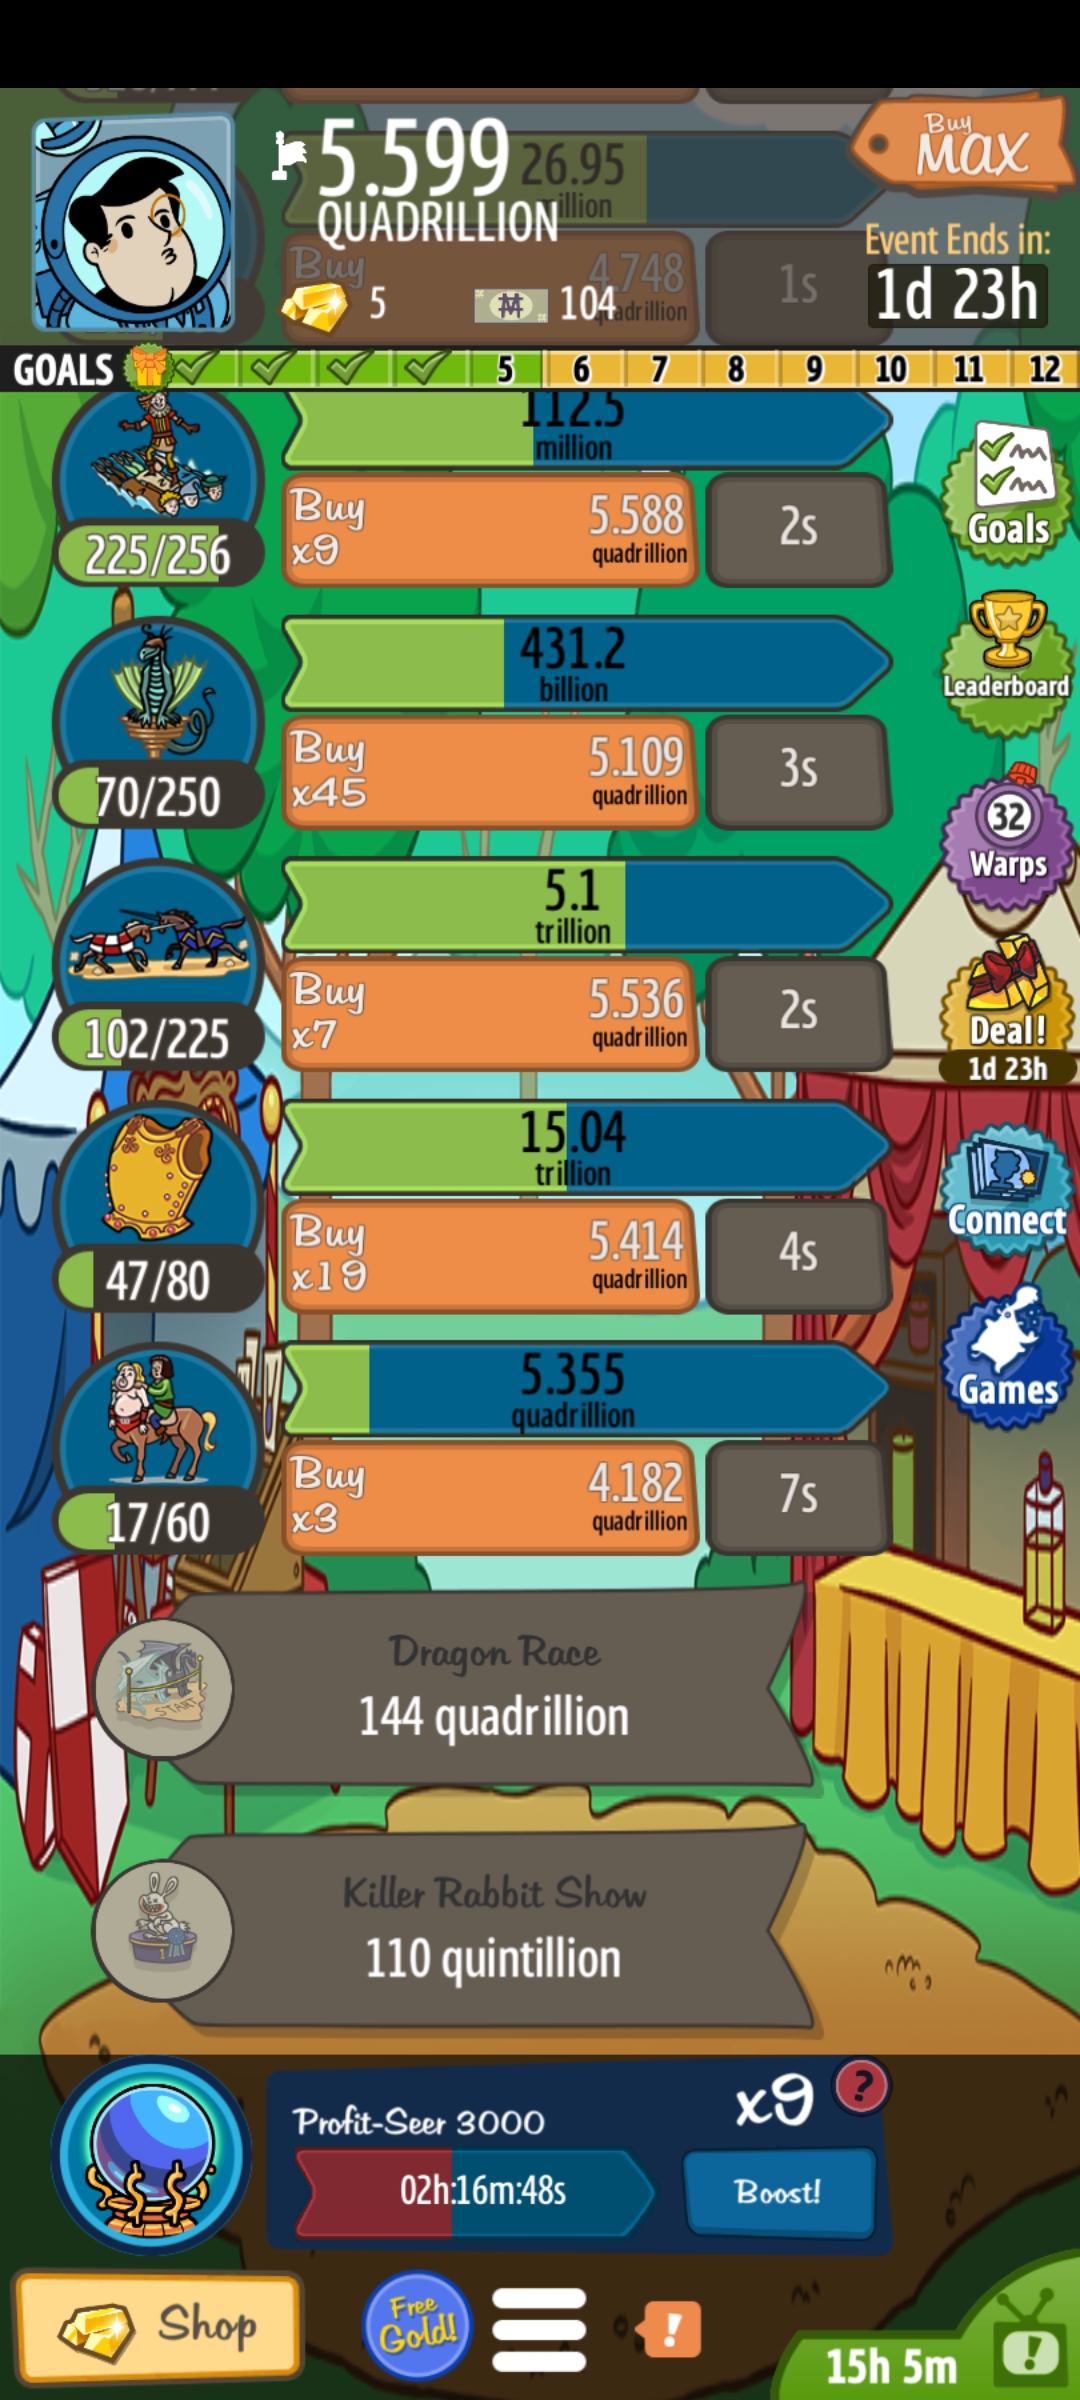 Buy
MAX
5.599
26.95
QUADRILLION
Event Ends in:
1d 23h
Buy
4.748
1s
5
104
GOALS
5 6 7 8 9 10 11 12
112.5
million
Buy
x9
5.588
quadrillion
2s
225/256
Goals
431.2
billion
Leaderboard
Buy
x45
5.109
quadrillion
3s
70/250
32
Warps
5.1
trillion
Buy
x7
5.536
quadrillion
2s
102/225
Deal!
1d 23h
15.04
trillion
Buy
x19
5.414
quadrillion
4s
47/80
Connect
5.355
quadrillion
Games
Buy
x3
4.182
quadrillion
7s
17/60
Dragon Race
144 quadrillion
START
Killer Rabbit Show
110 quintillion
1
Profit-Seer 3000
x9
?
02h:16m:48s
Boost!
Shop
Free
Gold!
!
15h 5m
!